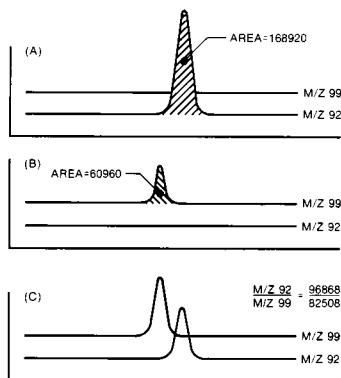 (A)
AREA=168920
M/Z 99
M/Z 92
(B)
AREA=60960
M/Z 99
M/Z 92
(C)
M/Z 92 = 96868
M/Z 99 82508
M/Z 99
M/Z 92